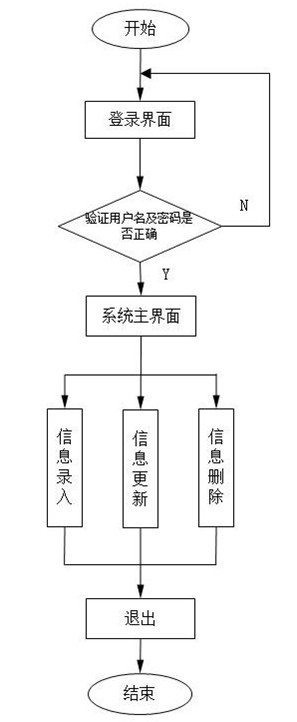 开始
登录界面
验证用户名及密码是
否正确
N
Y
系统主界面
信息录入
信息更新
信息删除
退出
结束